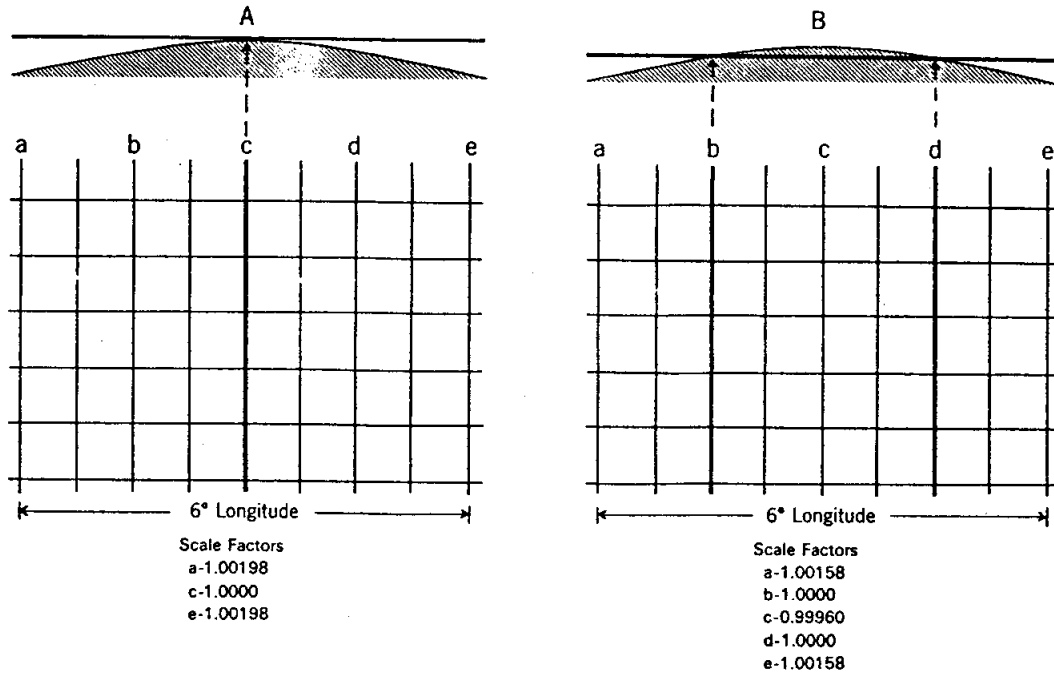 A
a b c d e
6° Longitude
Scale Factors
a-1.00198
c-1.0000
e-1.00198
B
a b c d e
6° Longitude
Scale Factors
a-1.00158
b-1.0000
c-0.99960
d-1.0000
e-1.00158